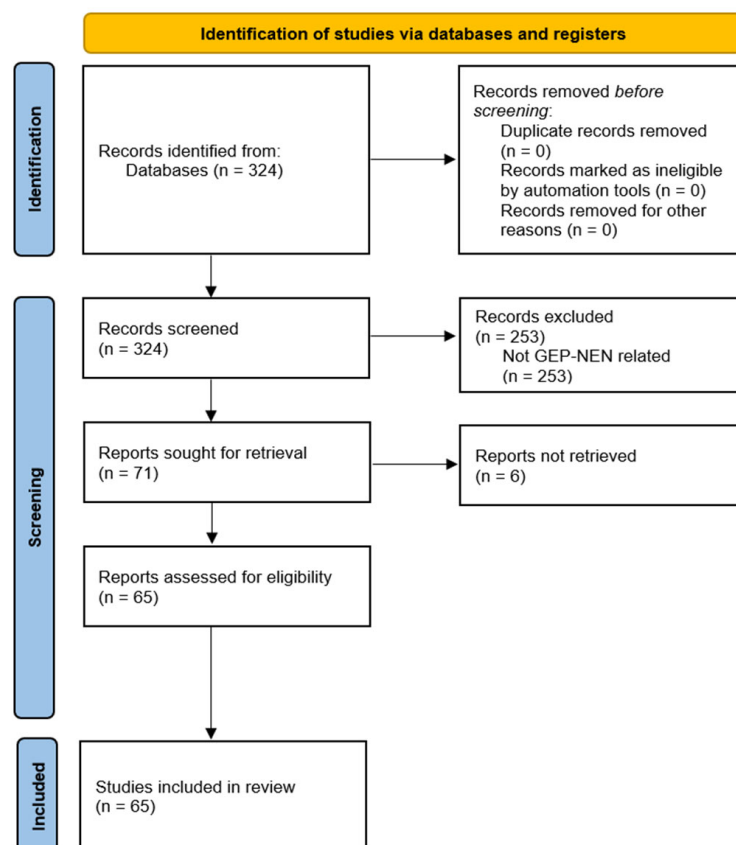 Identification of studies via databases and registers
Identification
Records identified from:
Databases (n = 324)
Records removed before
screening:
Duplicate records removed
(n = 0)
Records marked as ineligible
by automation tools (n = 0)
Records removed for other
reasons (n = 0)
Screening
Records screened
(n = 324)
Records excluded
(n = 253)
Not GEP-NEN related
(n = 253)
Reports sought for retrieval
(n = 71)
Reports not retrieved
(n = 6)
Reports assessed for eligibility
(n = 65)
Included
Studies included in review
(n = 65)